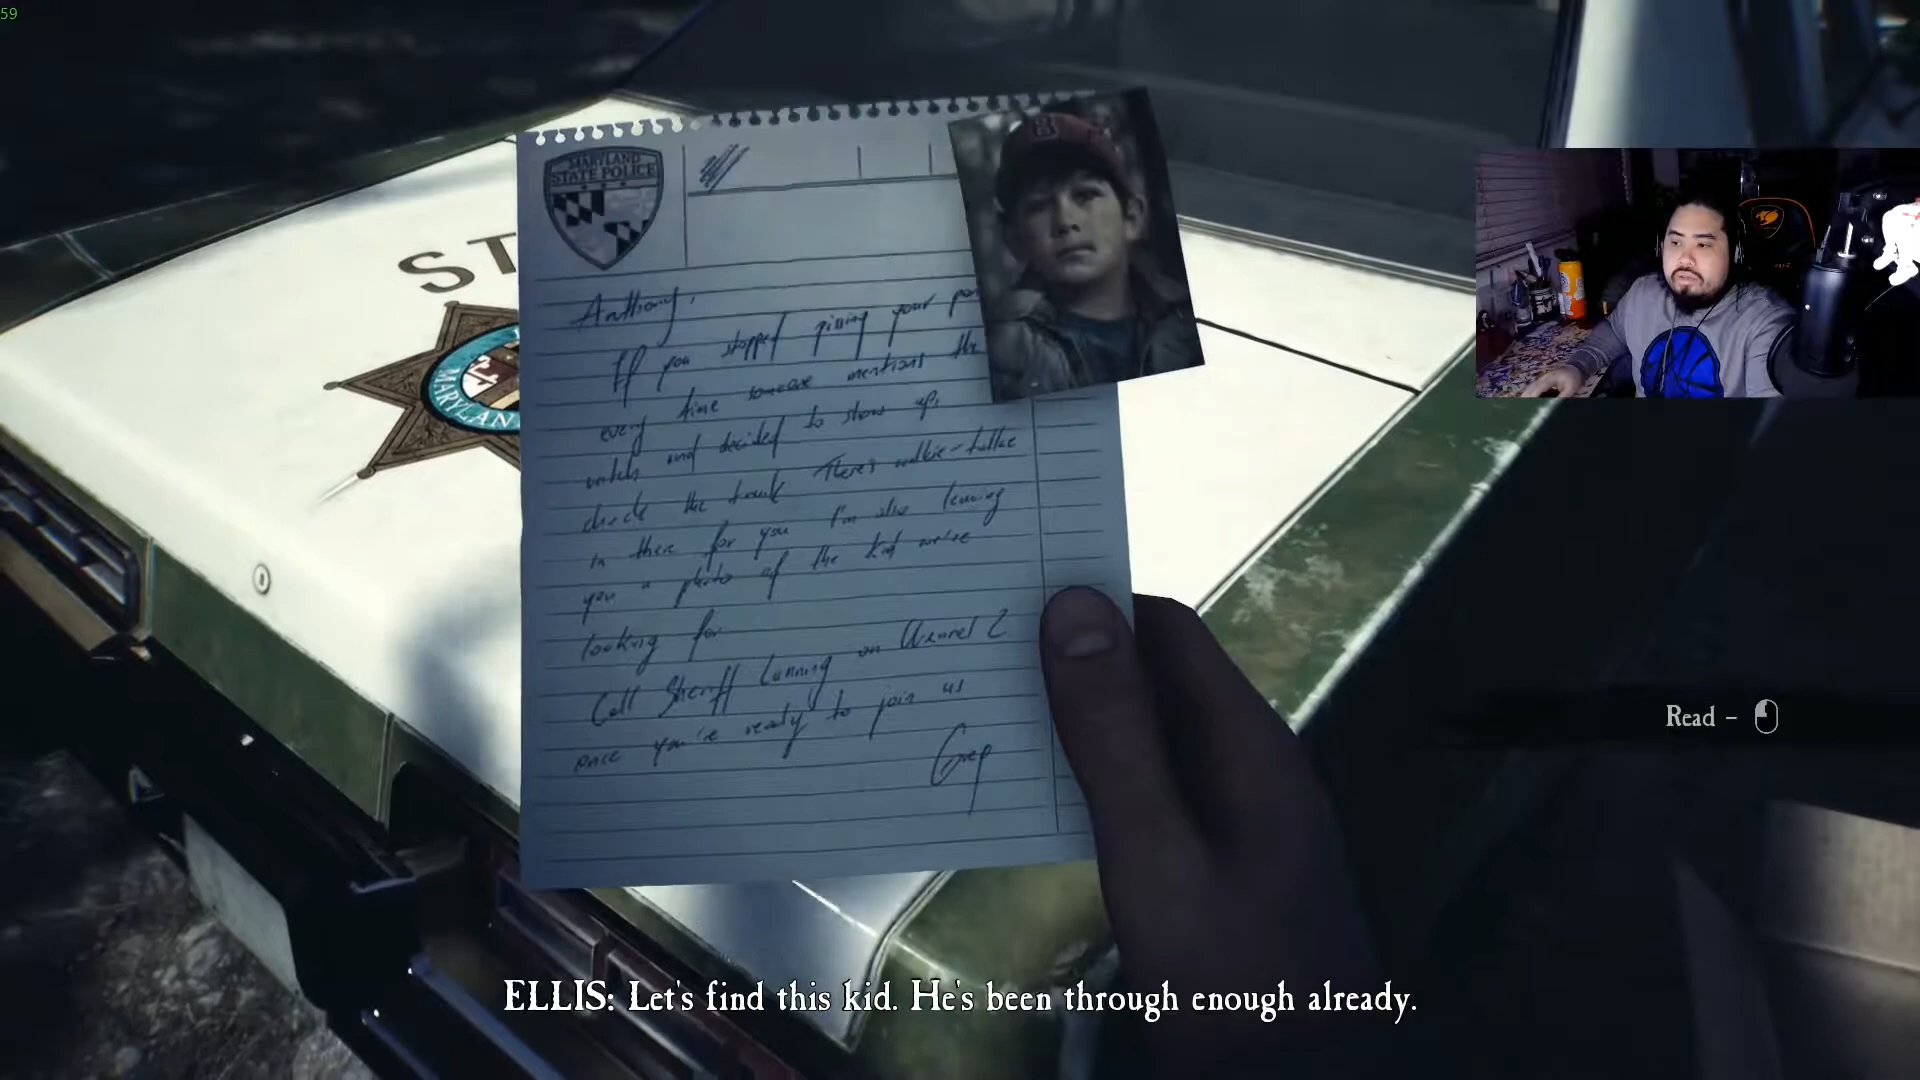 59
MARYLAND
STATE POLICE
B
ST
MARYLAN
Anthony,
If you stopped pissing your
every time someone mentions the
witch and decided to show up,
check the trunk There's walkie-talkie
in there for you I'm also leaving
you a photo of the kid we're
looking for
Call Sheriff Lanning on Channel 2
once you're ready to join us
Greg
Read -
ELLIS: Let's find this kid. He's been through enough already.